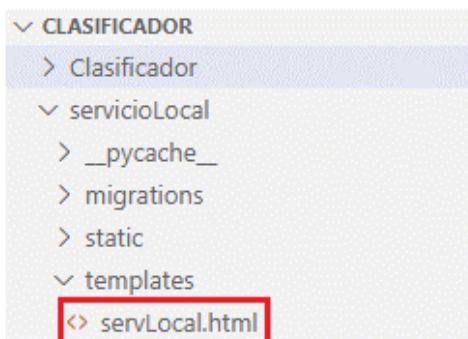 CLASIFICADOR
Clasificador
servicioLocal
__pycache__
migrations
static
templates
servLocal.html